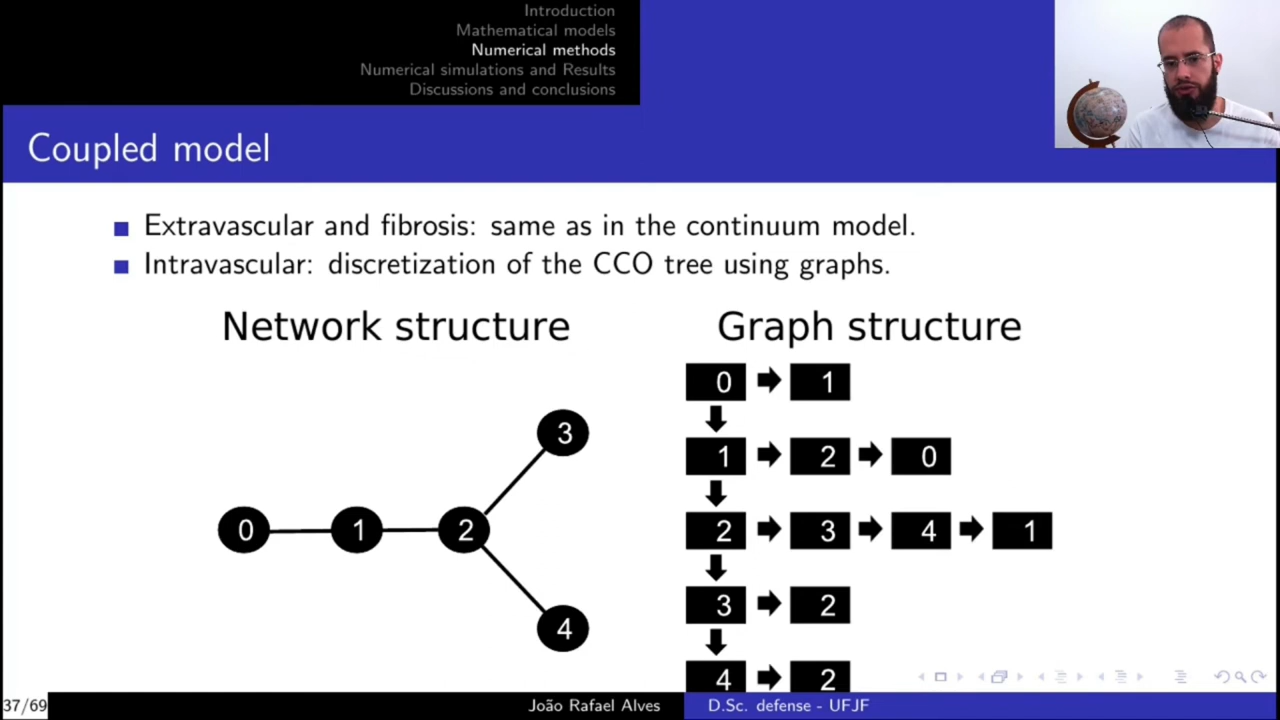 Introduction
Mathematical models
Numerical methods
Numerical simulations and Results
Discussions and conclusions
Coupled model
Extravascular and fibrosis: same as in the continuum model.
Intravascular: discretization of the CCO tree using graphs.
Network structure
Graph structure
0 1 2 3 4
0 1
1 2 0
2 3 4 1
3 2
4 2
37/69
João Rafael Alves
D.Sc. defense - UFJF